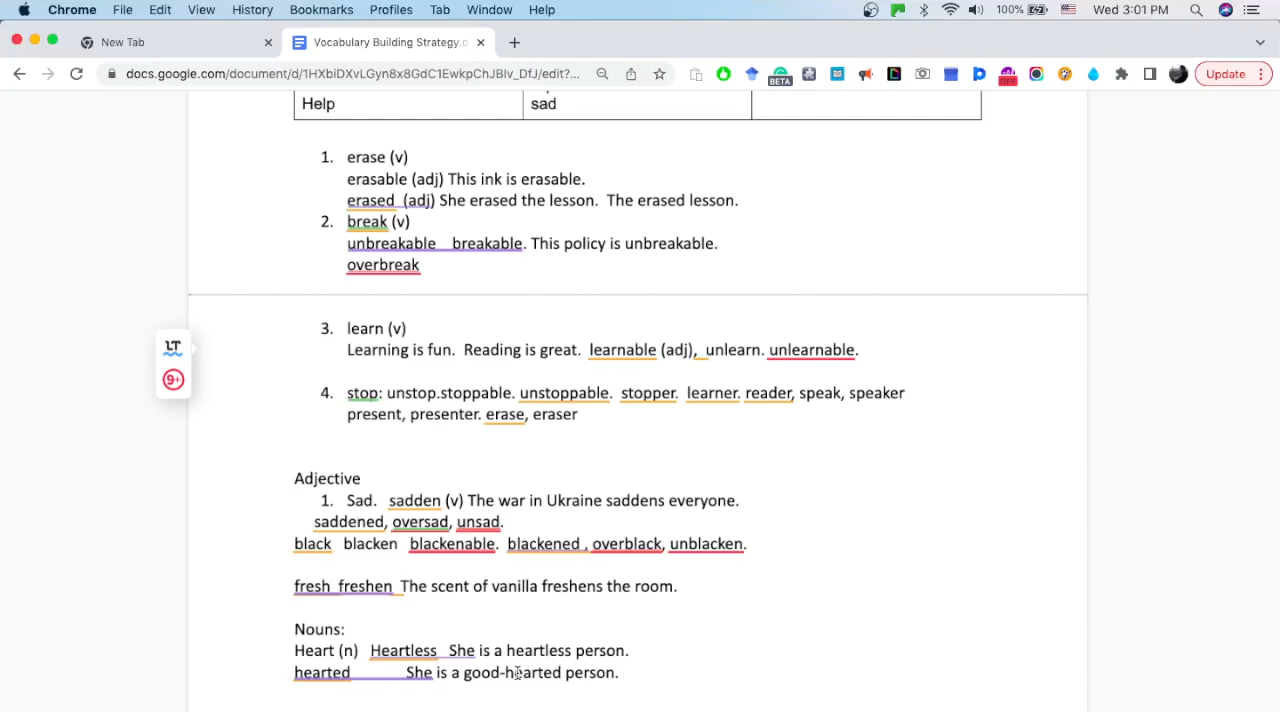 Chrome File Edit View History Bookmarks Profiles Tab Window Help 100% Wed 3:01 PM
New Tab Vocabulary Building Strategy.d
docs.google.com/document/d/1HXbiDXvLGyn8x8GdC1EwkpChJBlv_DfJ/edit?... BETA OFF Update
Help sad
1. erase (v)
erasable (adj) This ink is erasable.
erased (adj) She erased the lesson. The erased lesson.
2. break (v)
unbreakable breakable. This policy is unbreakable.
overbreak
LT
9+
3. learn (v)
Learning is fun. Reading is great. learnable (adj), unlearn. unlearnable.
4. stop: unstop.stoppable. unstoppable. stopper. learner. reader, speak, speaker
present, presenter. erase, eraser
Adjective
1. Sad. sadden (v) The war in Ukraine saddens everyone.
saddened, oversad, unsad.
black blacken blackenable. blackened , overblack, unblacken.
fresh freshen The scent of vanilla freshens the room.
Nouns:
Heart (n) Heartless She is a heartless person.
hearted She is a good-hearted person.